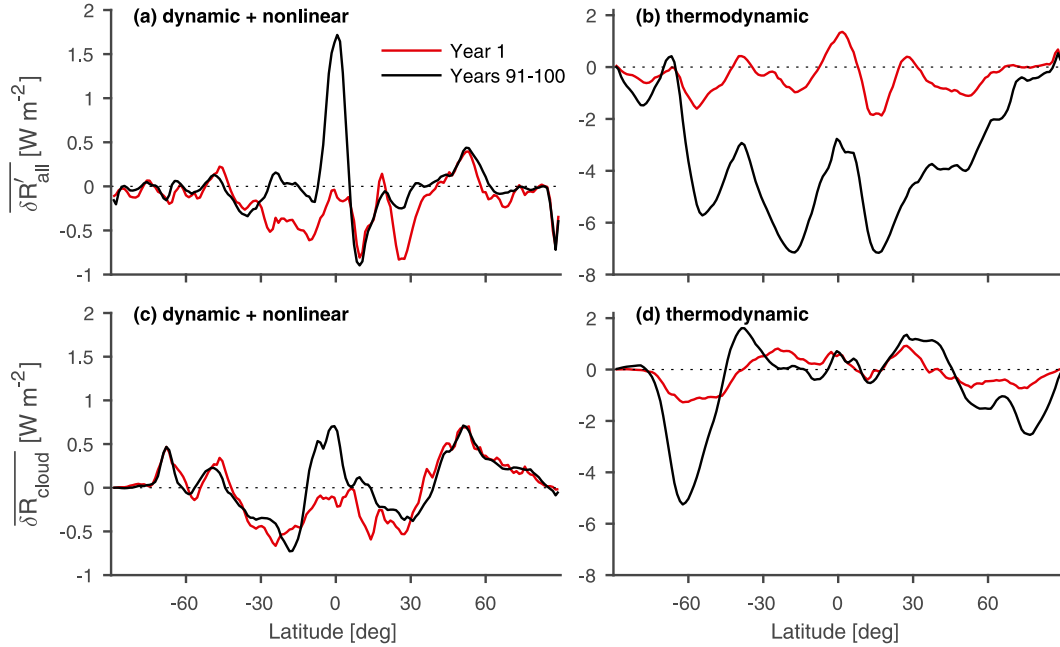 (a) dynamic + nonlinear
(b) thermodynamic
Year 1
Years 91-100
δR′all [W m-2]
2
1.5
1
0.5
0
-0.5
-1
2
0
-2
-4
-6
-8
(c) dynamic + nonlinear
(d) thermodynamic
δRcloud [W m-2]
1
0.5
0
-0.5
-1
2
0
-2
-4
-6
-8
-60 -30 0 30 60
-60 -30 0 30 60
Latitude [deg]
Latitude [deg]